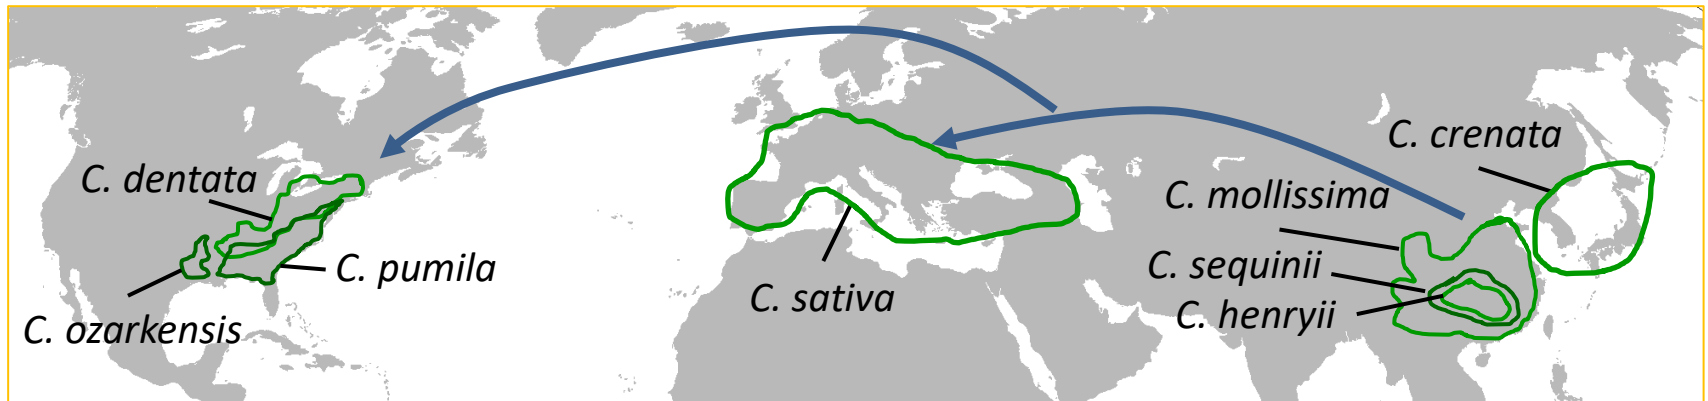 C. dentata
C. pumila
C. ozarkensis
C. sativa
C. crenata
C. mollissima
C. sequinii
C. henryii